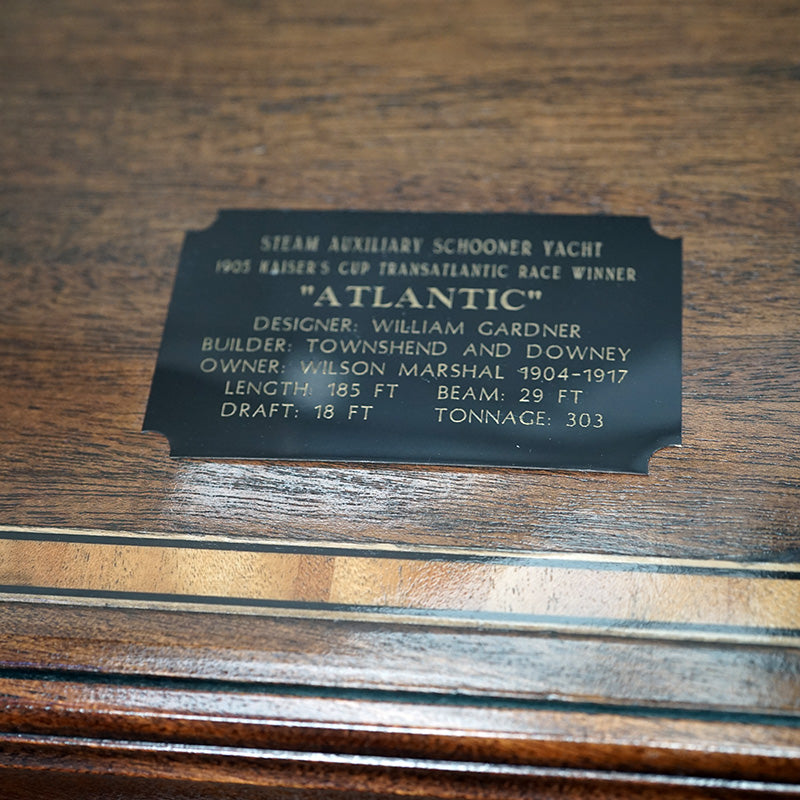 STEAM AUXILIARY SCHOONER YACHT
1905 KAISER'S CUP TRANSATLANTIC RACE WINNER
"ATLANTIC"
DESIGNER: WILLIAM GARDNER
BUILDER: TOWNSHEND AND DOWNEY
OWNER: WILSON MARSHAL 1904-1917
LENGTH: 185 FT BEAM: 29 FT
DRAFT: 18 FT TONNAGE: 303